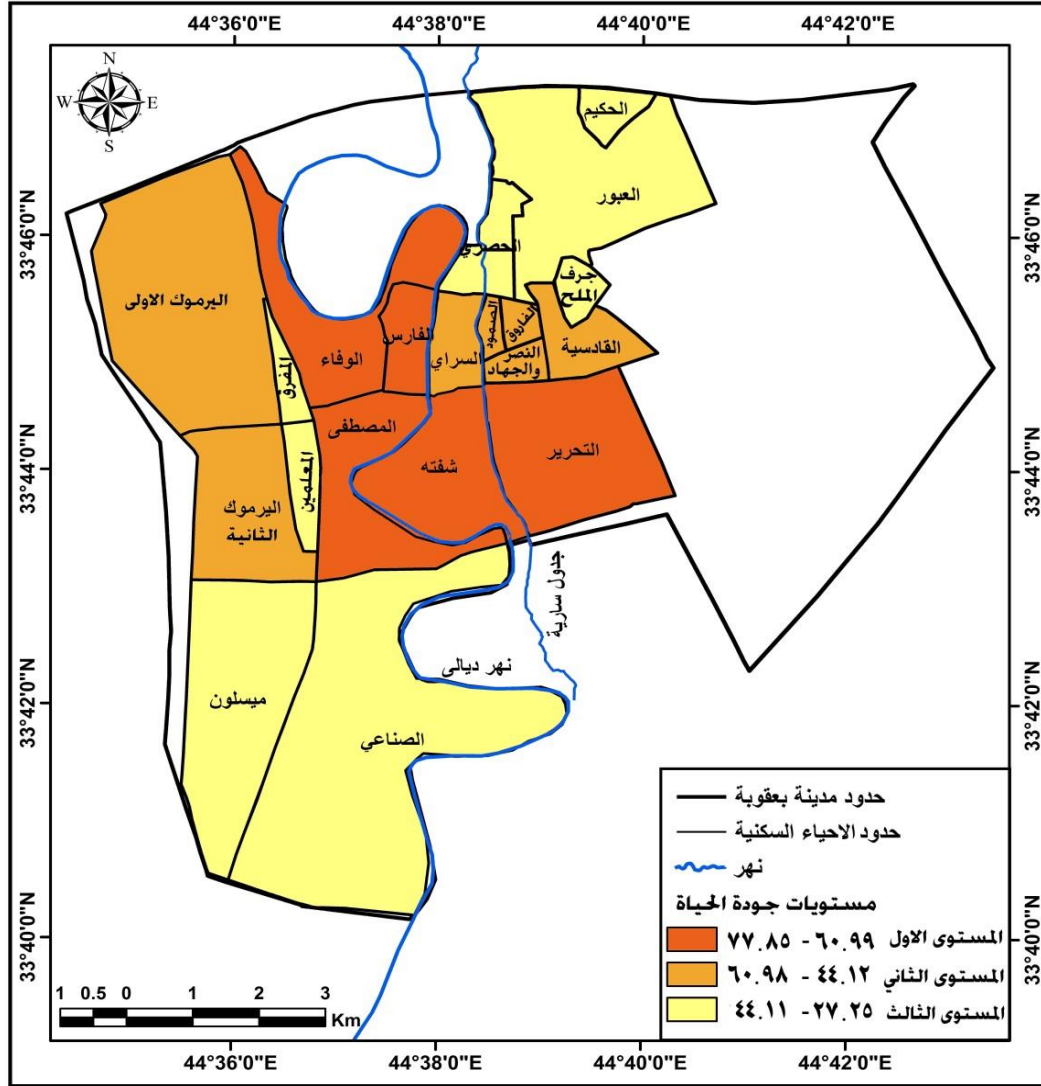 44°36'0"E 44°38'0"E 44°40'0"E 44°42'0"E
N
W E
S
33°46'0"N
33°44'0"N
33°42'0"N
33°40'0"N
33°46'0"N
33°44'0"N
33°42'0"N
33°40'0"N
الحكيم
العبور
الحصري
جرف
الملح
اليرموك الاولى
المفرق
الوفاء
الفارس
السراي
الصمود
الفاروق
النصر
والجهاد
القادسية
المصطفى
شفته
التحرير
المعلمين
اليرموك
الثانية
جدول سارية
نهر ديالى
ميسلون
الصناعي
حدود مدينة بعقوبة
حدود الاحياء السكنية
نهر
مستويات جودة الحياة
المستوى الاول ٦٠.٩٩ - ٧٧.٨٥
المستوى الثاني ٤٤.١٢ - ٦٠.٩٨
المستوى الثالث ٢٧.٢٥ - ٤٤.١١
1 0.5 0 1 2 3
Km
44°36'0"E 44°38'0"E 44°40'0"E 44°42'0"E